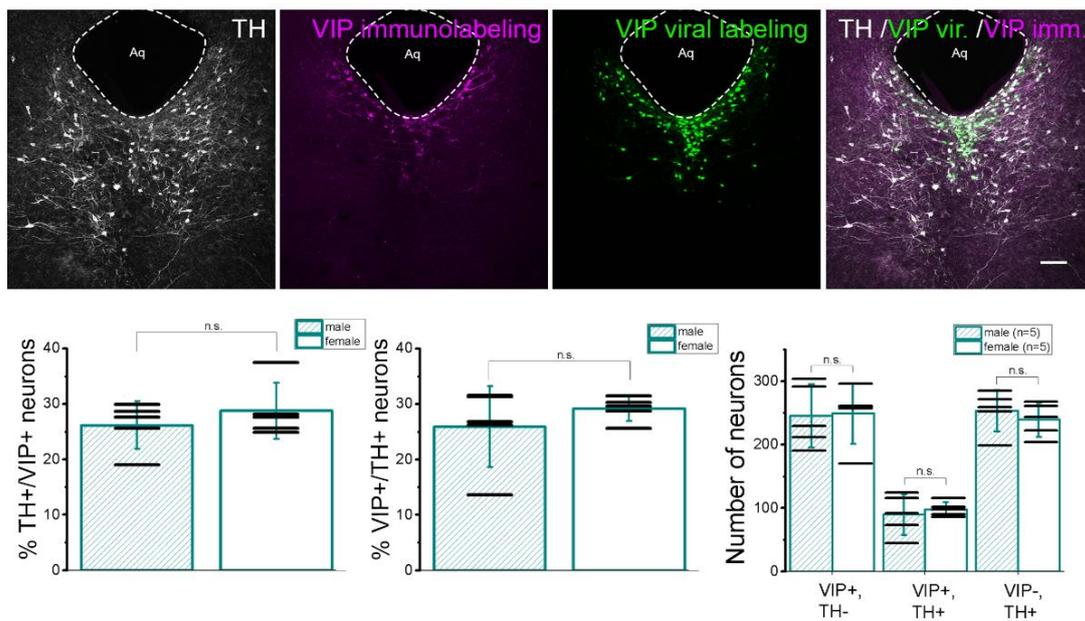 TH
VIP immunolabeling
VIP viral labeling
TH /VIP vir. /VIP imm.
Aq
Aq
Aq
Aq
% TH+/VIP+ neurons
40
30
20
10
0
n.s.
male
female
% VIP+/TH+ neurons
40
30
20
10
0
n.s.
male
female
Number of neurons
300
200
100
0
male (n=5)
female (n=5)
n.s.
n.s.
n.s.
VIP+,
TH-
VIP+,
TH+
VIP-,
TH+